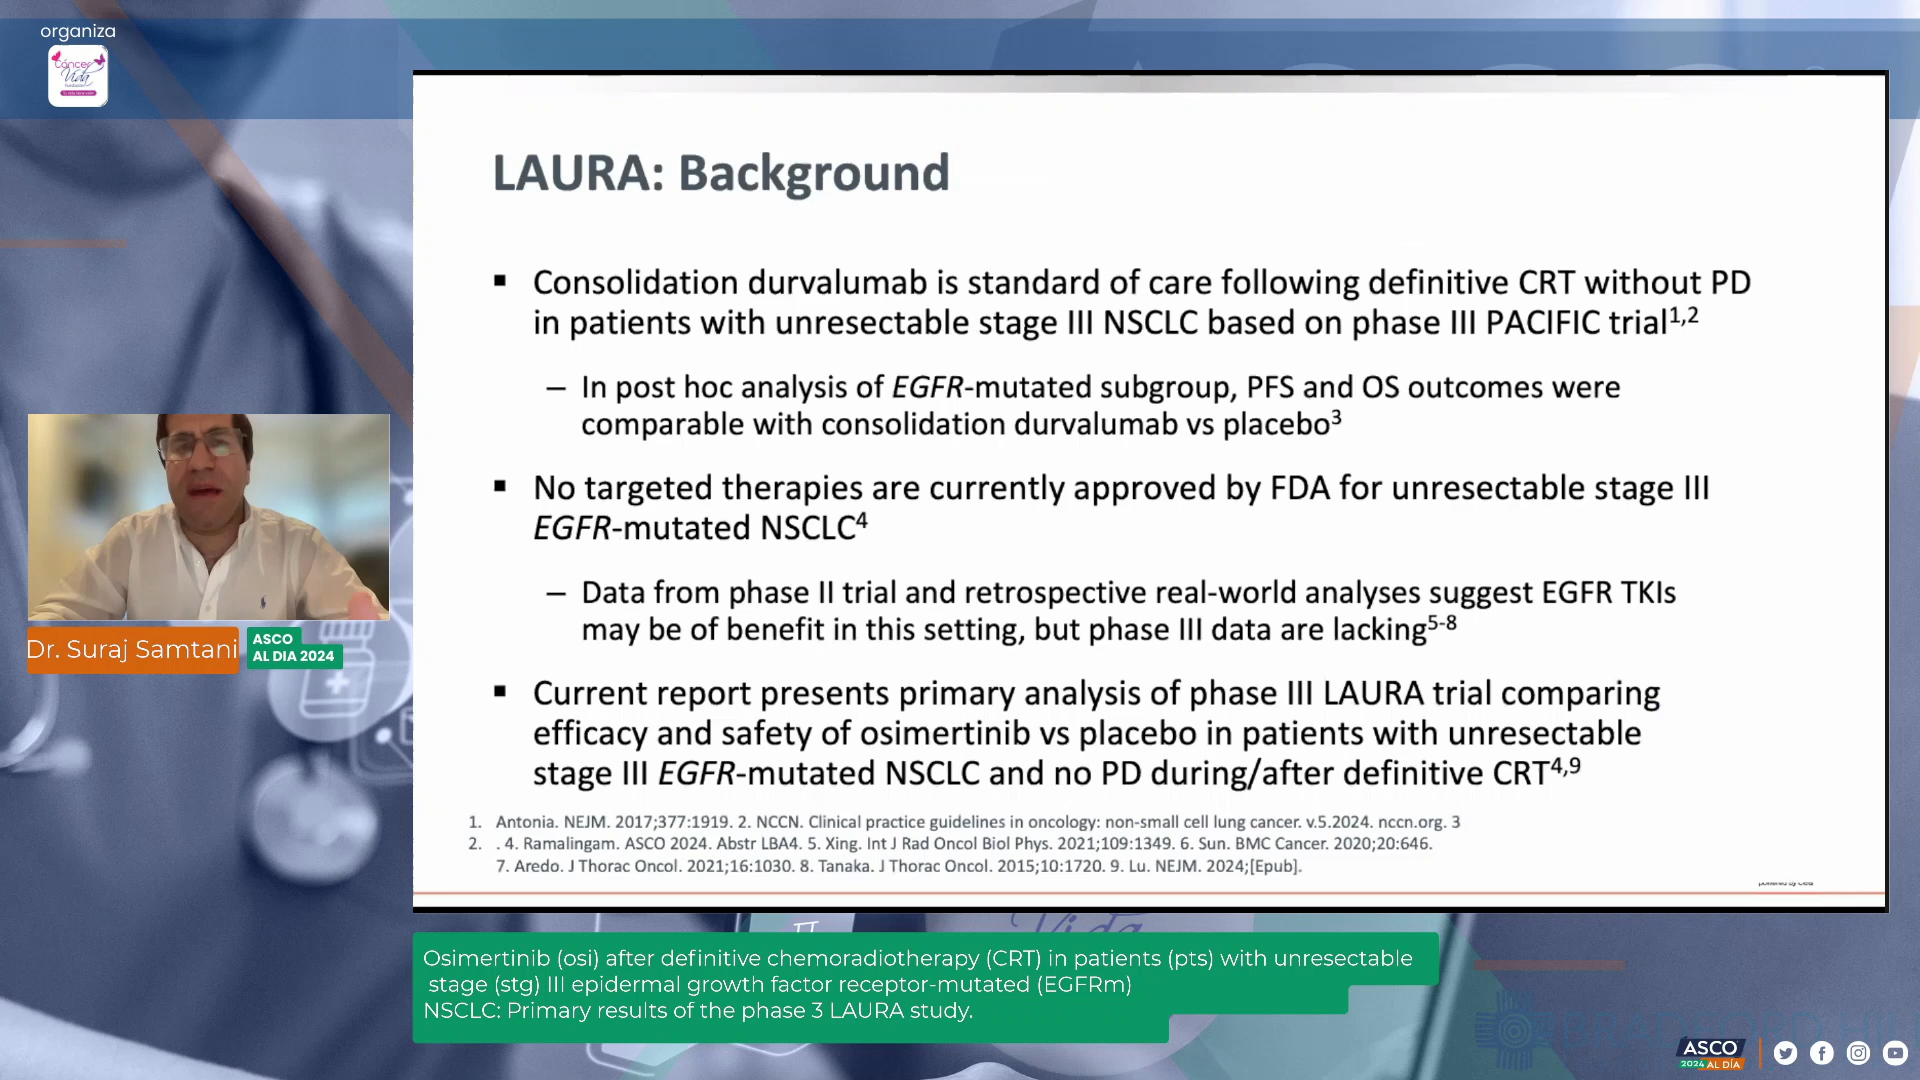 organiza
Cáncer
Vida
Fundación
LAURA: Background
▪ Consolidation durvalumab is standard of care following definitive CRT without PD
in patients with unresectable stage III NSCLC based on phase III PACIFIC trial1,2
– In post hoc analysis of EGFR-mutated subgroup, PFS and OS outcomes were
comparable with consolidation durvalumab vs placebo3
▪ No targeted therapies are currently approved by FDA for unresectable stage III
EGFR-mutated NSCLC4
– Data from phase II trial and retrospective real-world analyses suggest EGFR TKIs
may be of benefit in this setting, but phase III data are lacking5-8
▪ Current report presents primary analysis of phase III LAURA trial comparing
efficacy and safety of osimertinib vs placebo in patients with unresectable
stage III EGFR-mutated NSCLC and no PD during/after definitive CRT4,9
1. Antonia. NEJM. 2017;377:1919. 2. NCCN. Clinical practice guidelines in oncology: non-small cell lung cancer. v.5.2024. nccn.org. 3
2. . 4. Ramalingam. ASCO 2024. Abstr LBA4. 5. Xing. Int J Rad Oncol Biol Phys. 2021;109:1349. 6. Sun. BMC Cancer. 2020;20:646.
7. Aredo. J Thorac Oncol. 2021;16:1030. 8. Tanaka. J Thorac Oncol. 2015;10:1720. 9. Lu. NEJM. 2024;[Epub].
Dr. Suraj Samtani
ASCO
AL DIA 2024
Vida
Osimertinib (osi) after definitive chemoradiotherapy (CRT) in patients (pts) with unresectable
stage (stg) III epidermal growth factor receptor-mutated (EGFRm)
NSCLC: Primary results of the phase 3 LAURA study.
ASCO
2024 AL DÍA